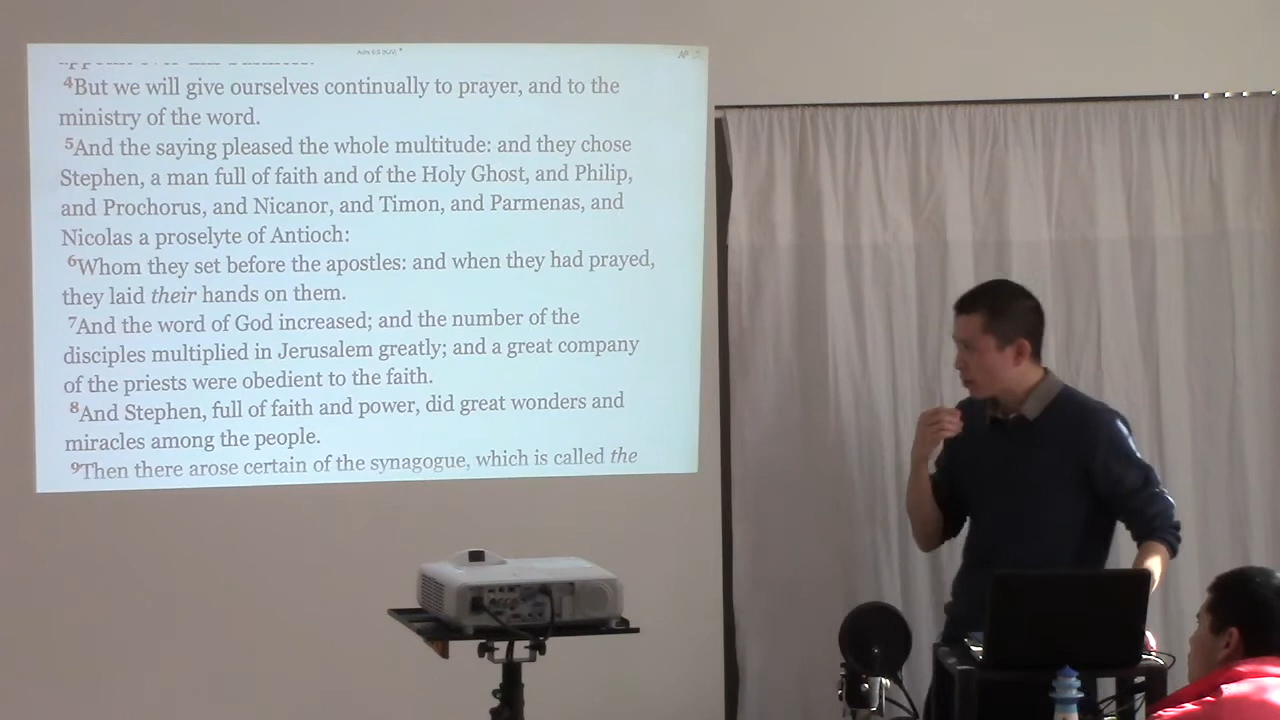 4But we will give ourselves continually to prayer, and to the
ministry of the word.
5And the saying pleased the whole multitude: and they chose
Stephen, a man full of faith and of the Holy Ghost, and Philip,
and Prochorus, and Nicanor, and Timon, and Parmenas, and
Nicolas a proselyte of Antioch:
6Whom they set before the apostles: and when they had prayed,
they laid their hands on them.
7And the word of God increased; and the number of the
disciples multiplied in Jerusalem greatly; and a great company
of the priests were obedient to the faith.
8And Stephen, full of faith and power, did great wonders and
miracles among the people.
9Then there arose certain of the synagogue, which is called the